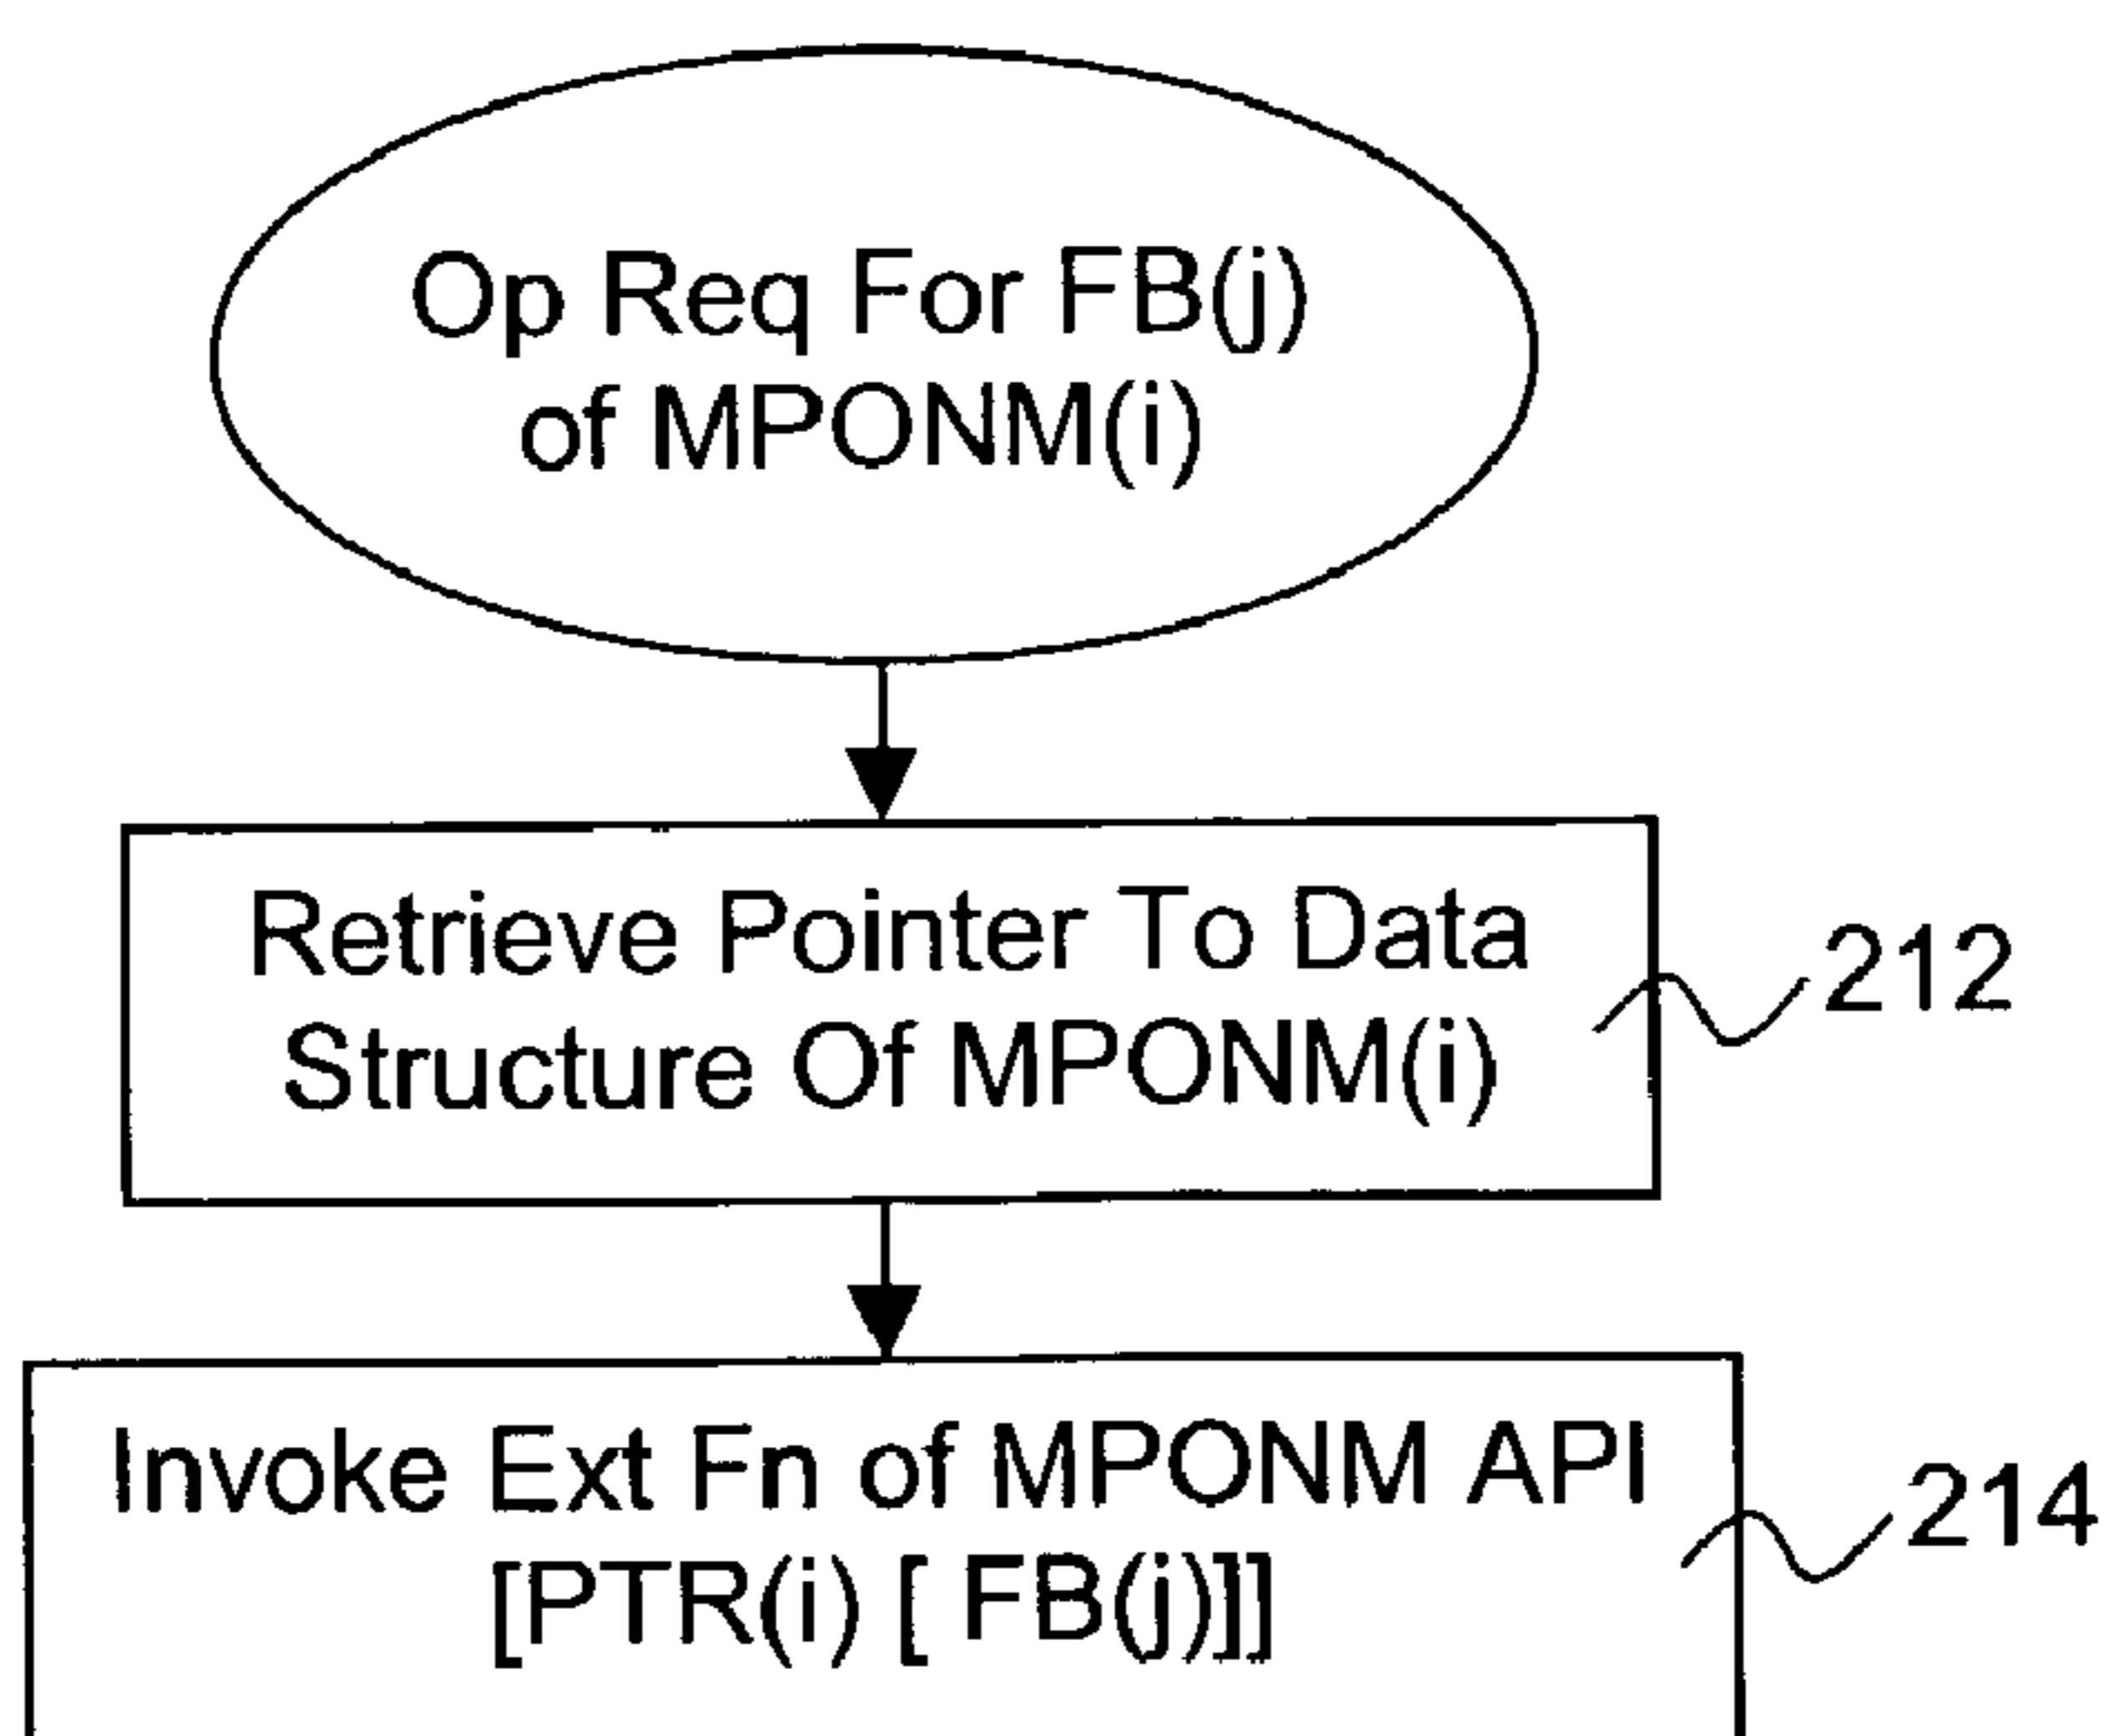 Op Req For FB(j)
of MPONM(i)
Retrieve Pointer To Data
Structure Of MPONM(i)
212
Invoke Ext Fn of MPONM API
[PTR(i) [ FB(j)]]
214